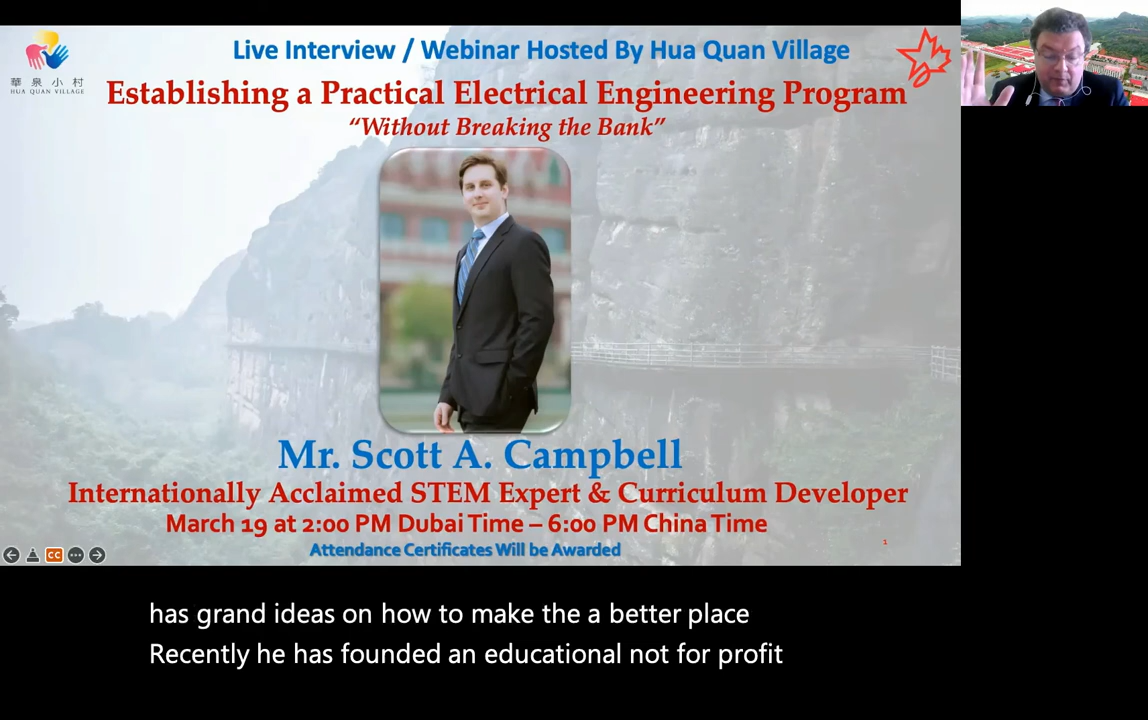 Live Interview / Webinar Hosted By Hua Quan Village
華泉小村
HUA QUAN VILLAGE
Establishing a Practical Electrical Engineering Program
“Without Breaking the Bank”
Mr. Scott A. Campbell
Internationally Acclaimed STEM Expert & Curriculum Developer
March 19 at 2:00 PM Dubai Time – 6:00 PM China Time
Attendance Certificates Will be Awarded
1
CC
has grand ideas on how to make the a better place
Recently he has founded an educational not for profit